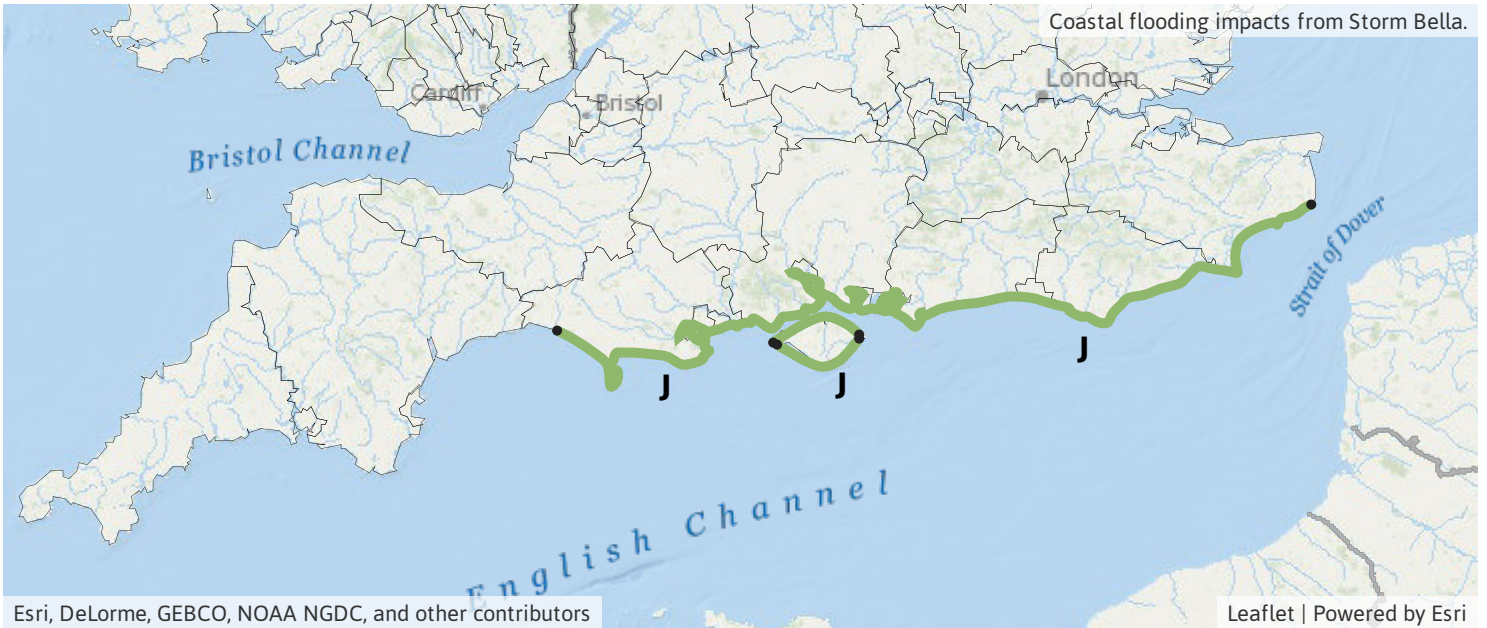 Coastal flooding impacts from Storm Bella.
London
Cardiff
Bristol
Bristol Channel
Strait of Dover
J
J
J
English Channel
Esri, DeLorme, GEBCO, NOAA NGDC, and other contributors
Leaflet | Powered by Esri